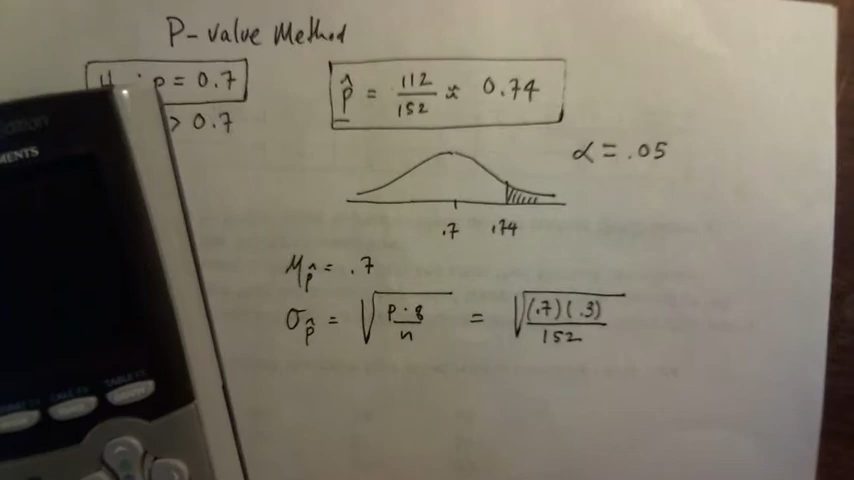 P-value Method
: p = 0.7
> 0.7
p̂ = 112/152 ≈ 0.74
α = .05
.7 .74
μp̂ = .7
σp̂ = √(p·q/n) = √((.7)(.3)/152)